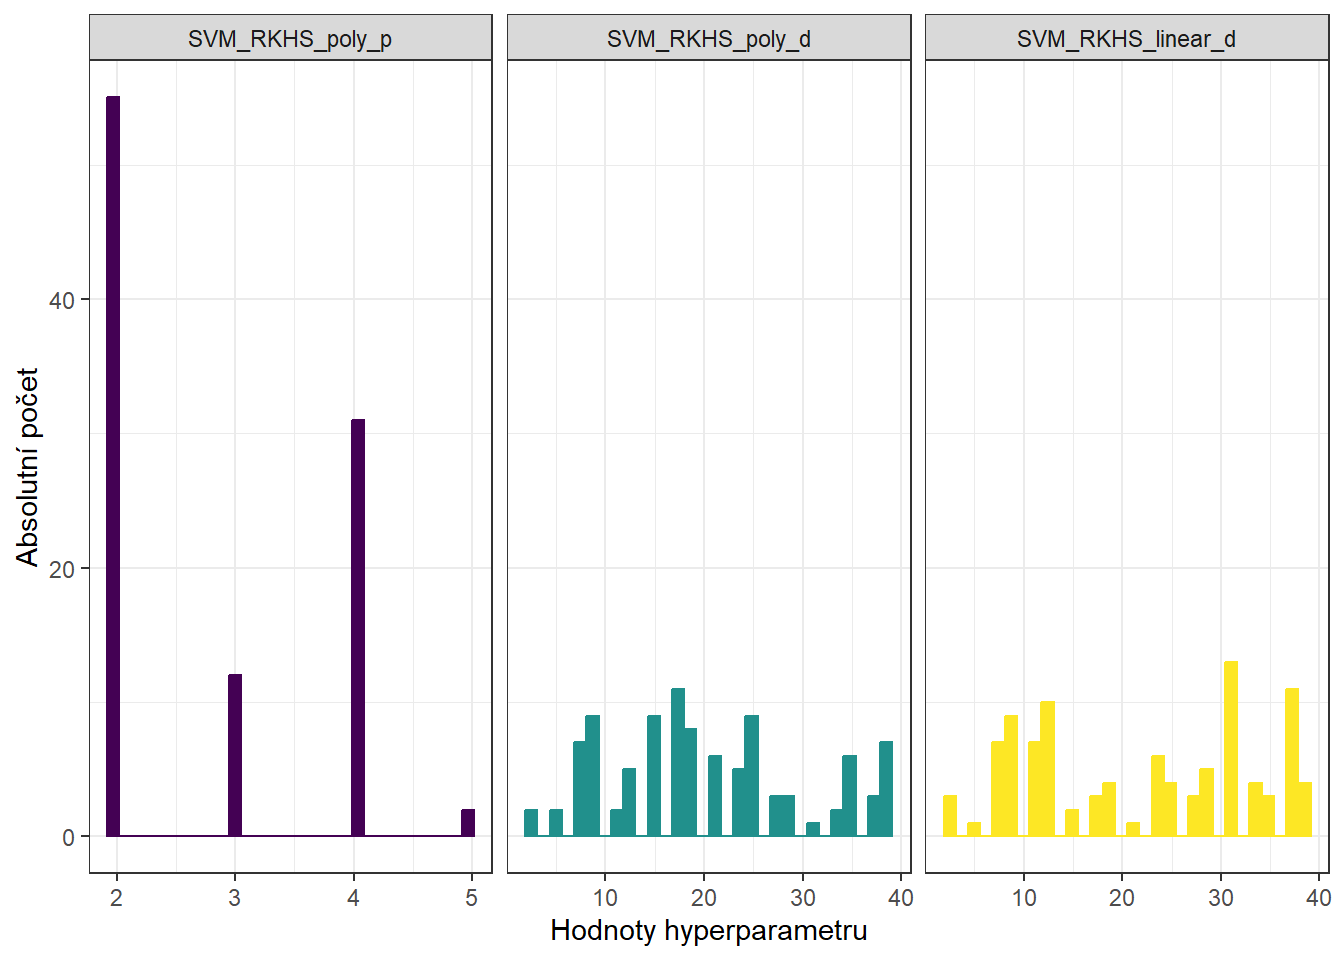 SVM_RKHS_poly_p SVM_RKHS_poly_d SVM_RKHS_linear_d
Absolutní počet
40
20
0
2 3 4 5 10 20 30 40 10 20 30 40
Hodnoty hyperparametru